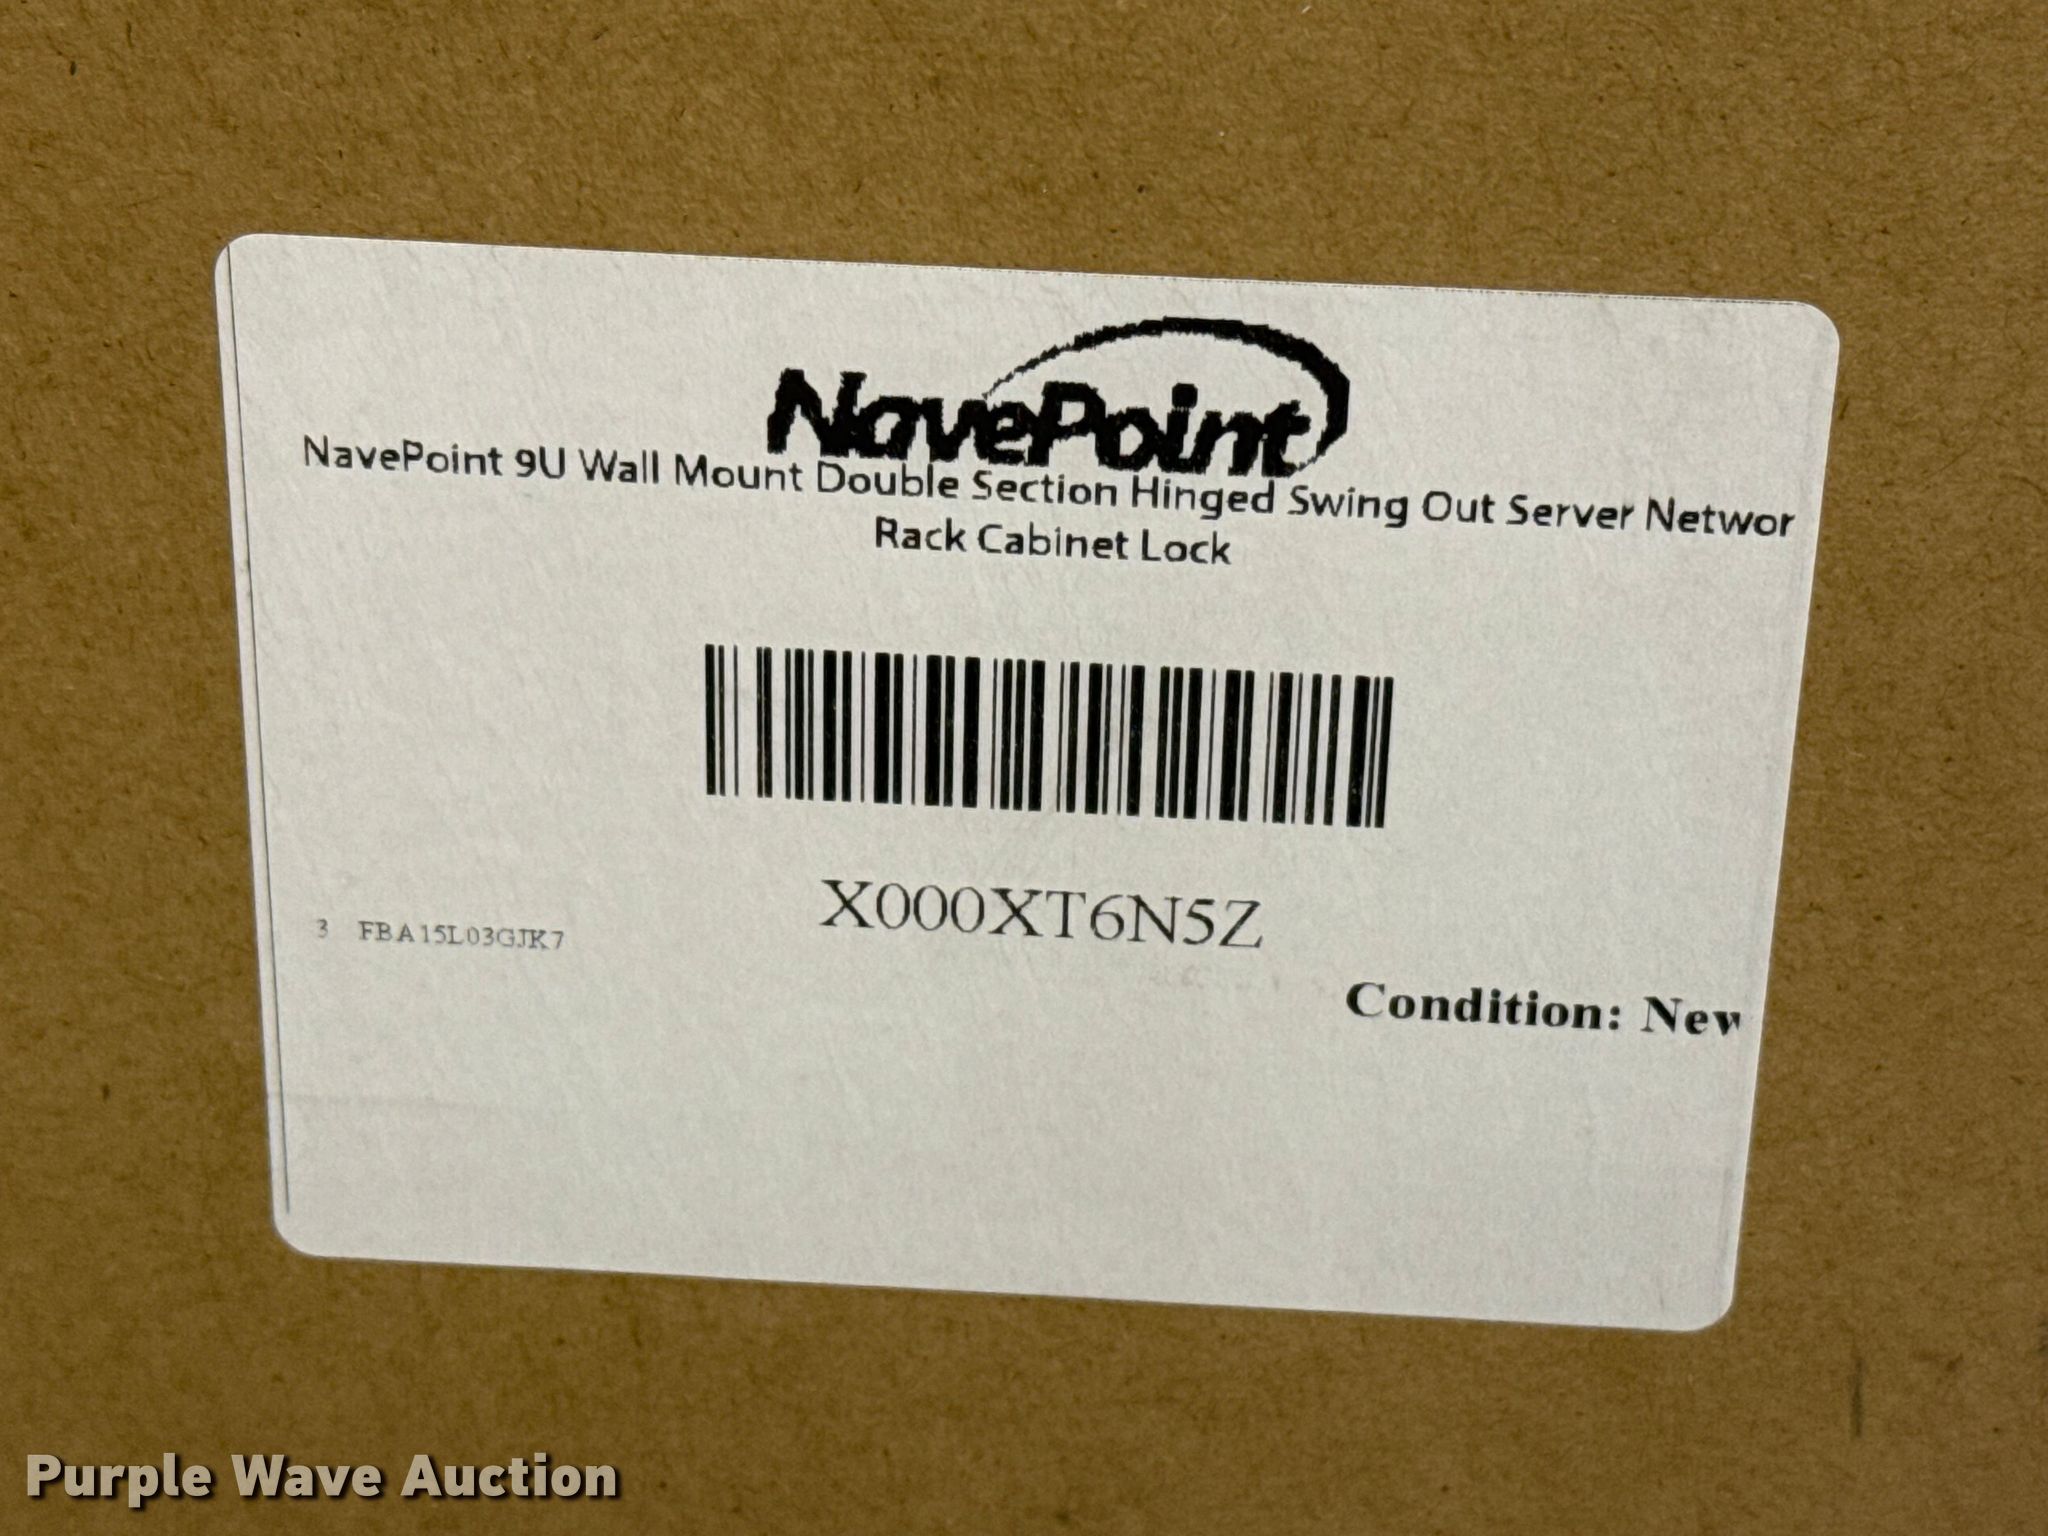 NavePoint
NavePoint 9U Wall Mount Double Section Hinged Swing Out Server Networ
Rack Cabinet Lock
X000XT6N5Z
3 FBA15L03GJK7
Condition: New
Purple Wave Auction